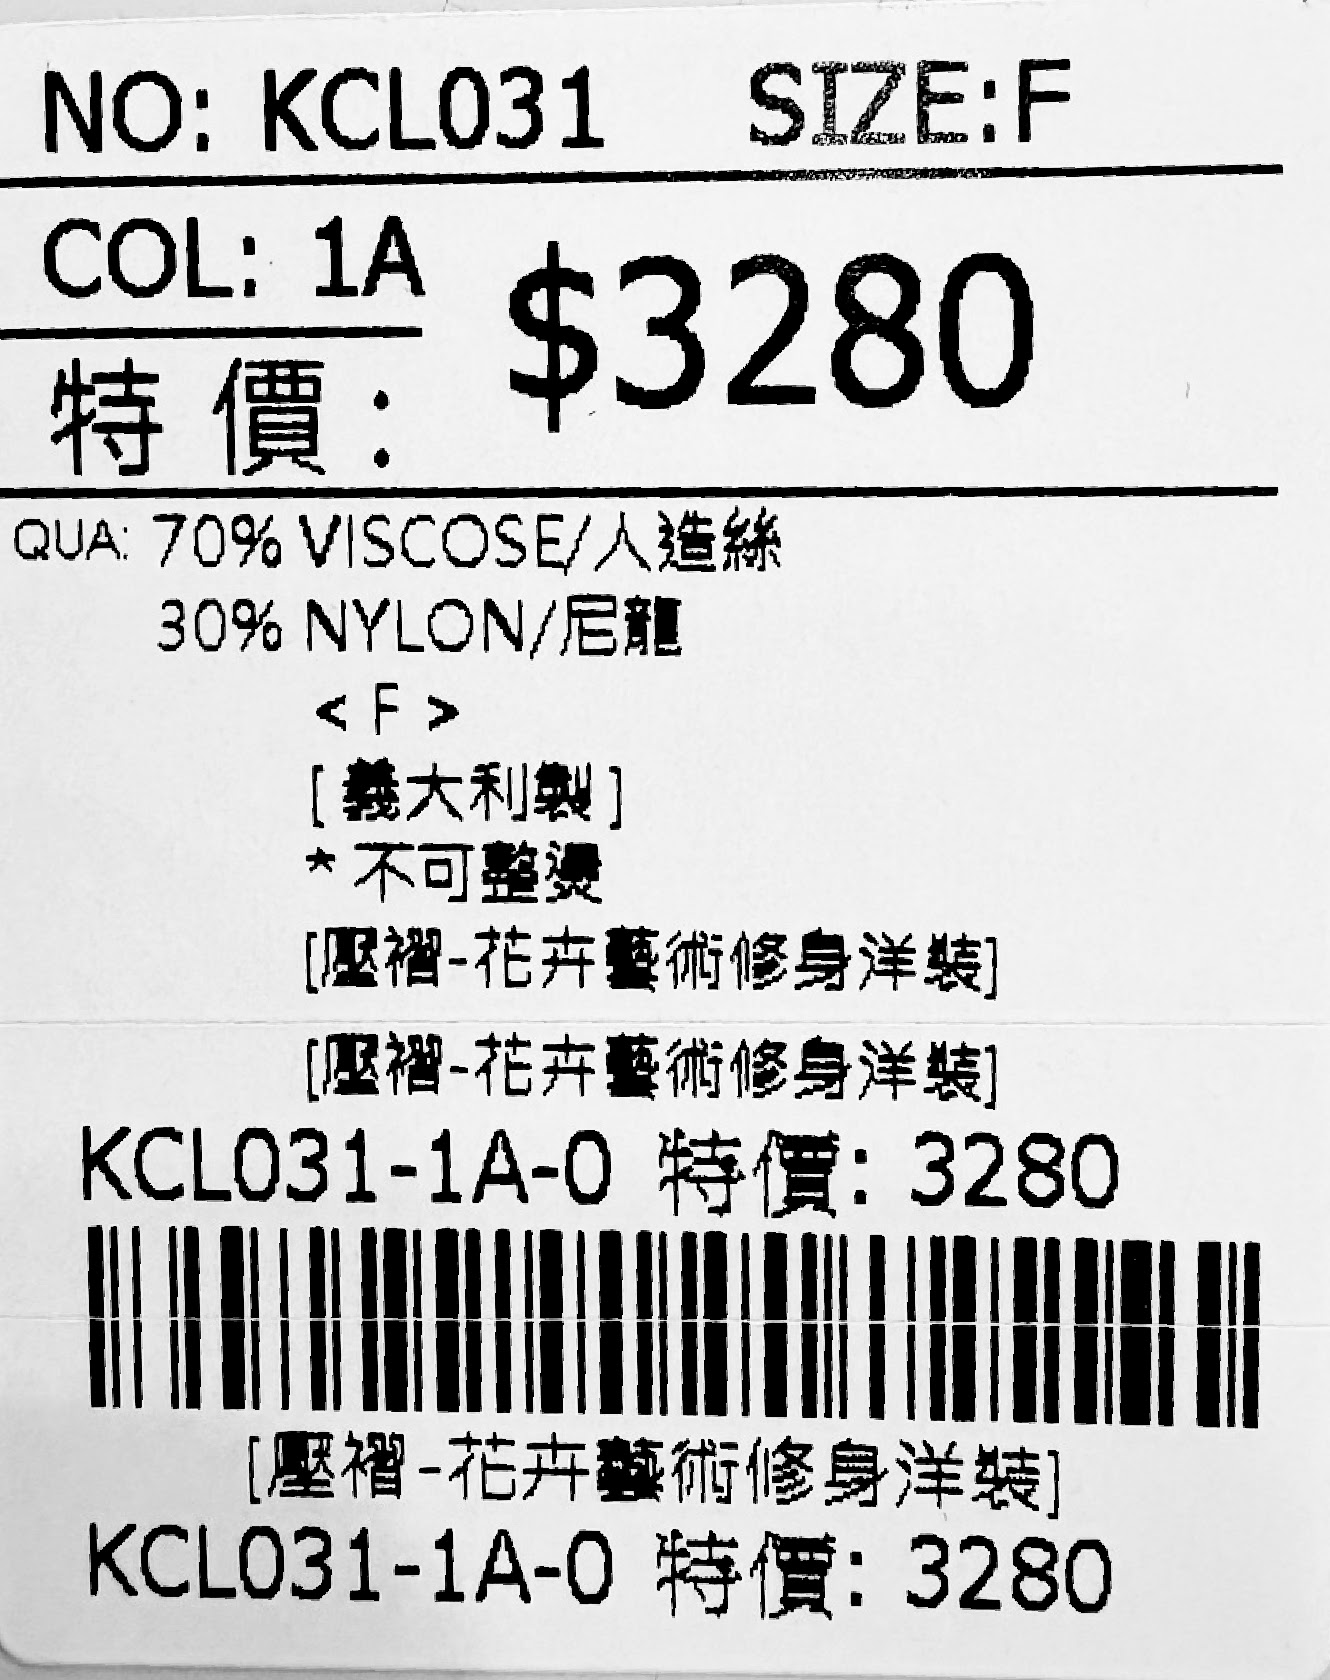 NO: KCL031 SIZE:F
COL: 1A
$3280
特 價:
QUA: 70% VISCOSE/人造絲
30% NYLON/尼龍
< F >
[ 義大利製 ]
* 不可整燙
[壓褶-花卉藝術修身洋裝]
[壓褶-花卉藝術修身洋裝]
KCL031-1A-0 特價: 3280
[壓褶-花卉藝術修身洋裝]
KCL031-1A-0 特價: 3280